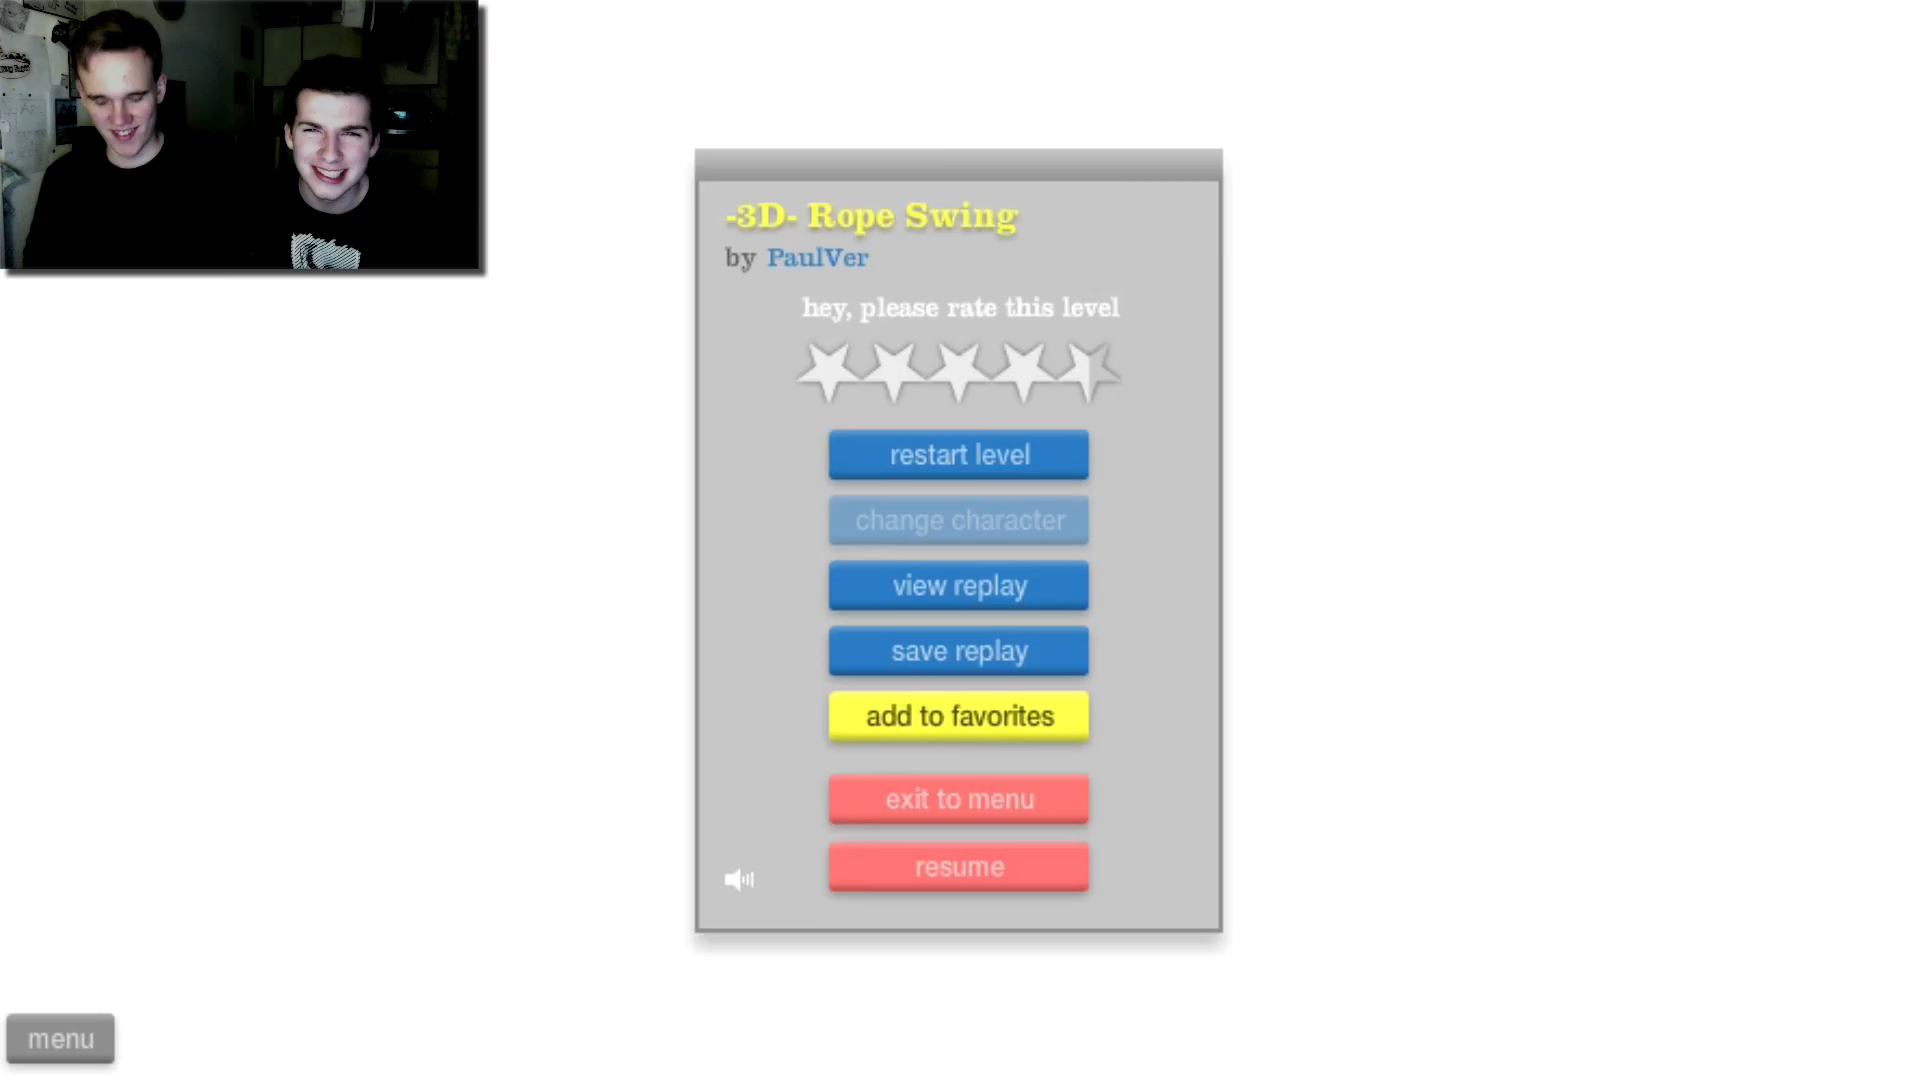 -3D- Rope Swing
by PaulVer
hey, please rate this level
restart level
change character
view replay
save replay
add to favorites
exit to menu
resume
menu